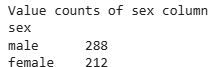 Value counts of sex column
sex
male      288
female    212